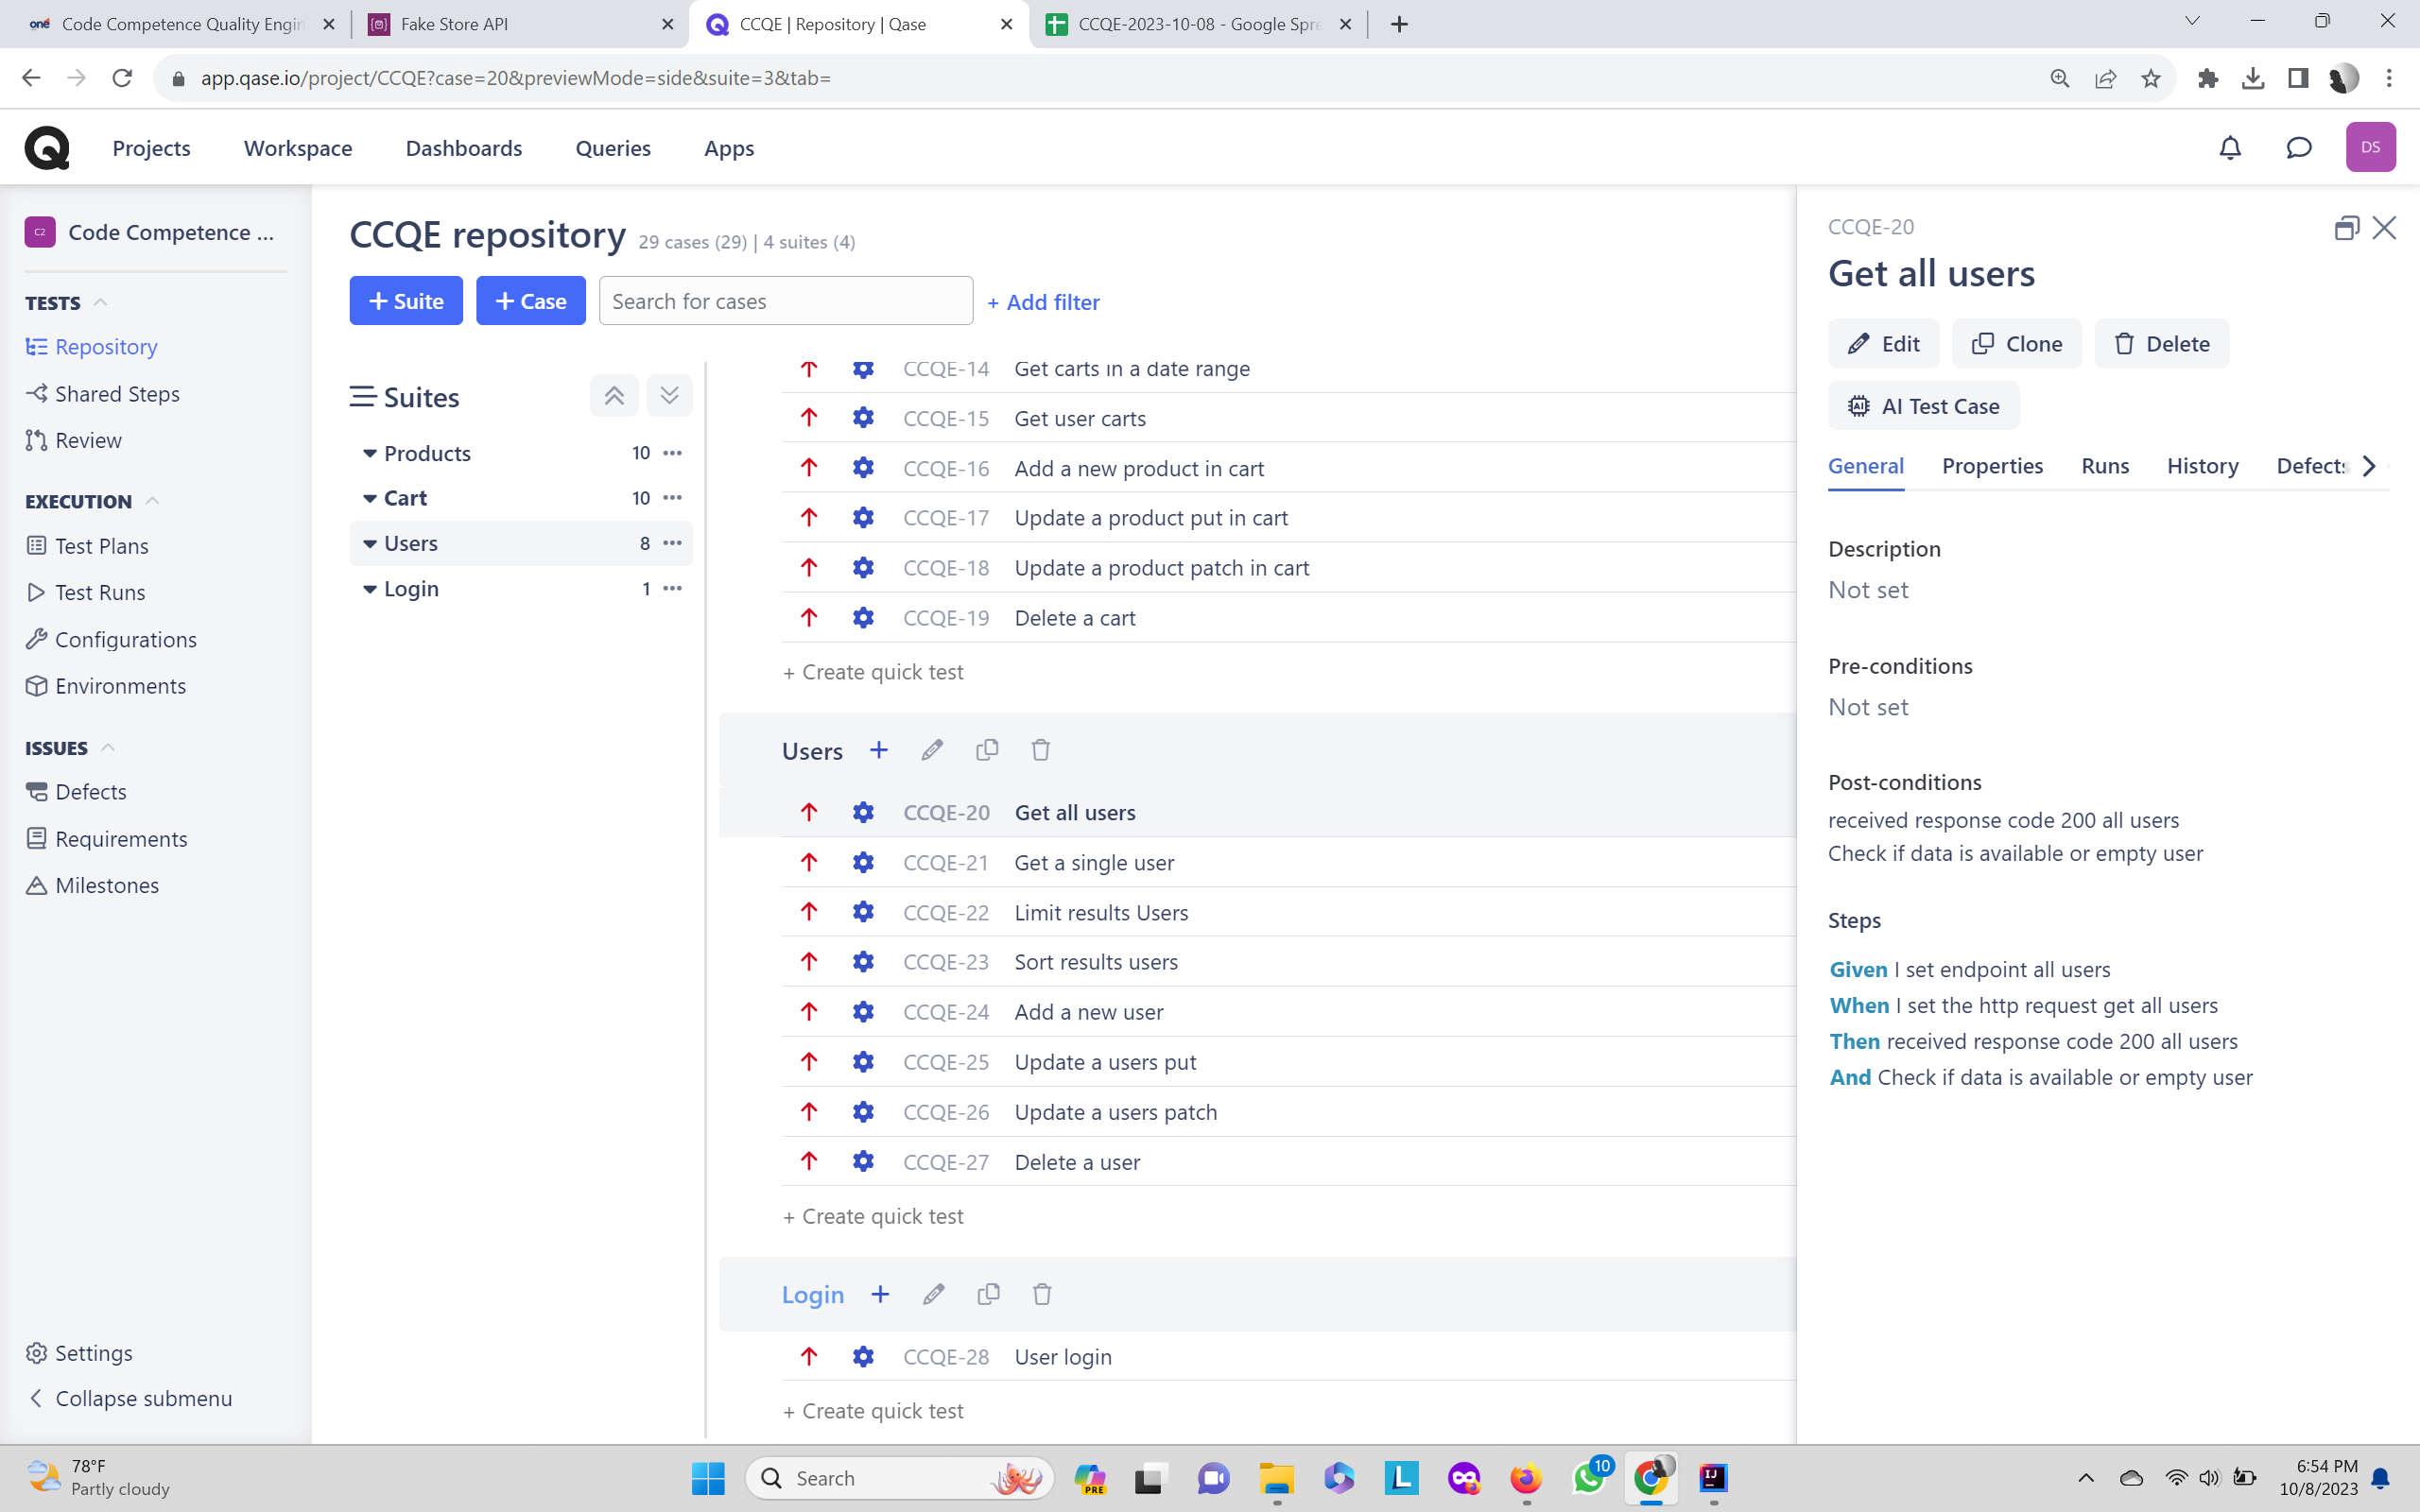 one Code Competence Quality Engin
Fake Store API
CCQE | Repository | Qase
CCQE-2023-10-08 - Google Spre
app.qase.io/project/CCQE?case=20&previewMode=side&suite=3&tab=
Projects
Workspace
Dashboards
Queries
Apps
DS
C2 Code Competence ...
TESTS
Repository
Shared Steps
Review
EXECUTION
Test Plans
Test Runs
Configurations
Environments
ISSUES
Defects
Requirements
Milestones
Settings
Collapse submenu
CCQE repository 29 cases (29) | 4 suites (4)
+ Suite
+ Case
Search for cases
+ Add filter
Suites
Products 10
Cart 10
Users 8
Login 1
CCQE-14 Get carts in a date range
CCQE-15 Get user carts
CCQE-16 Add a new product in cart
CCQE-17 Update a product put in cart
CCQE-18 Update a product patch in cart
CCQE-19 Delete a cart
+ Create quick test
Users
CCQE-20 Get all users
CCQE-21 Get a single user
CCQE-22 Limit results Users
CCQE-23 Sort results users
CCQE-24 Add a new user
CCQE-25 Update a users put
CCQE-26 Update a users patch
CCQE-27 Delete a user
+ Create quick test
Login
CCQE-28 User login
+ Create quick test
CCQE-20
Get all users
Edit
Clone
Delete
AI Test Case
General
Properties
Runs
History
Defects
Description
Not set
Pre-conditions
Not set
Post-conditions
received response code 200 all users
Check if data is available or empty user
Steps
Given I set endpoint all users
When I set the http request get all users
Then received response code 200 all users
And Check if data is available or empty user
78°F
Partly cloudy
Search
PRE
L
10
IJ
6:54 PM
10/8/2023